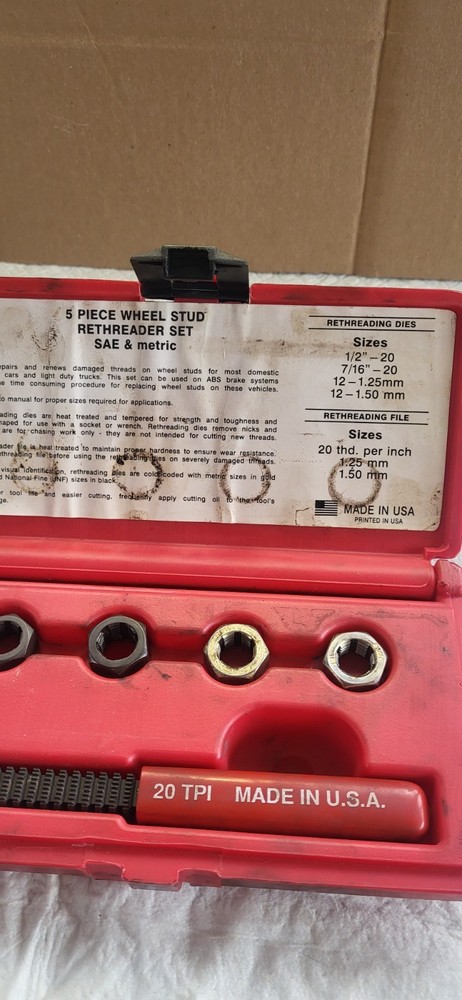 5 PIECE WHEEL STUD
RETHREADER SET
SAE & metric
epairs and renews damaged threads on wheel studs for most domestic
cars and light duty trucks. This set can be used on ABS brake systems
time consuming procedure for replacing wheel studs on these vehicles.
to manual for proper sizes required for applications.
ading dies are heat treated and tempered for strength and toughness and
haped for use with a socket or wrench. Rethreading dies remove nicks and
are for chasing work only - they are not intended for cutting new threads.
eader file is heat treated to maintain proper hardness to ensure wear resistance.
ethreading file before using the rethreading dies on severely damaged threads.
visual identification, rethreading dies are color coded with metric sizes in gold
d National Fine (UNF) sizes in black.
r tool life and easier cutting, frequently apply cutting oil to the tool's
ge.
RETHREADING DIES
Sizes
1/2" – 20
7/16" – 20
12 – 1.25mm
12 – 1.50 mm
RETHREADING FILE
Sizes
20 thd. per inch
1.25 mm
1.50 mm
MADE IN USA
PRINTED IN USA
20 TPI MADE IN U.S.A.